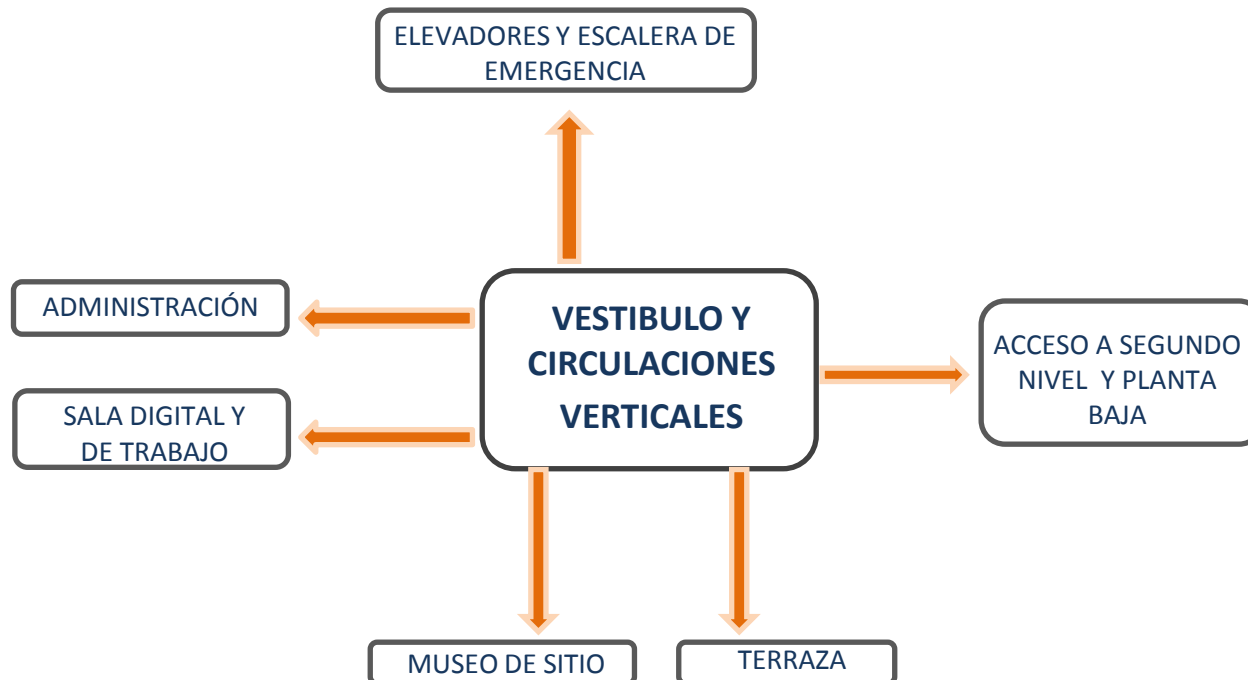 ELEVADORES Y ESCALERA DE
EMERGENCIA
ADMINISTRACIÓN
VESTIBULO Y
CIRCULACIONES
VERTICALES
ACCESO A SEGUNDO
NIVEL Y PLANTA
BAJA
SALA DIGITAL Y
DE TRABAJO
MUSEO DE SITIO
TERRAZA